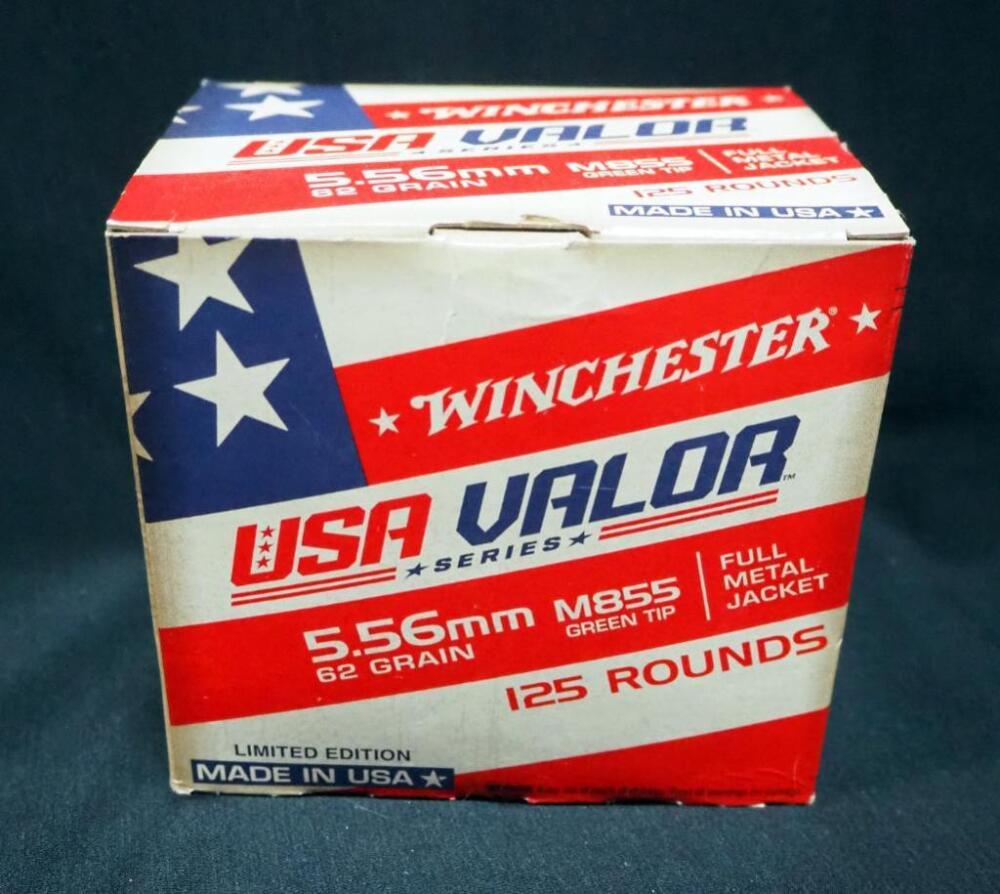 WINCHESTER
USA VALOR
SERIES
5.56mm M855 FULL METAL JACKET
62 GRAIN GREEN TIP
125 ROUNDS
MADE IN USA
WINCHESTER®
USA VALOR™
SERIES
5.56mm M855
62 GRAIN GREEN TIP
FULL
METAL
JACKET
125 ROUNDS
LIMITED EDITION
MADE IN USA